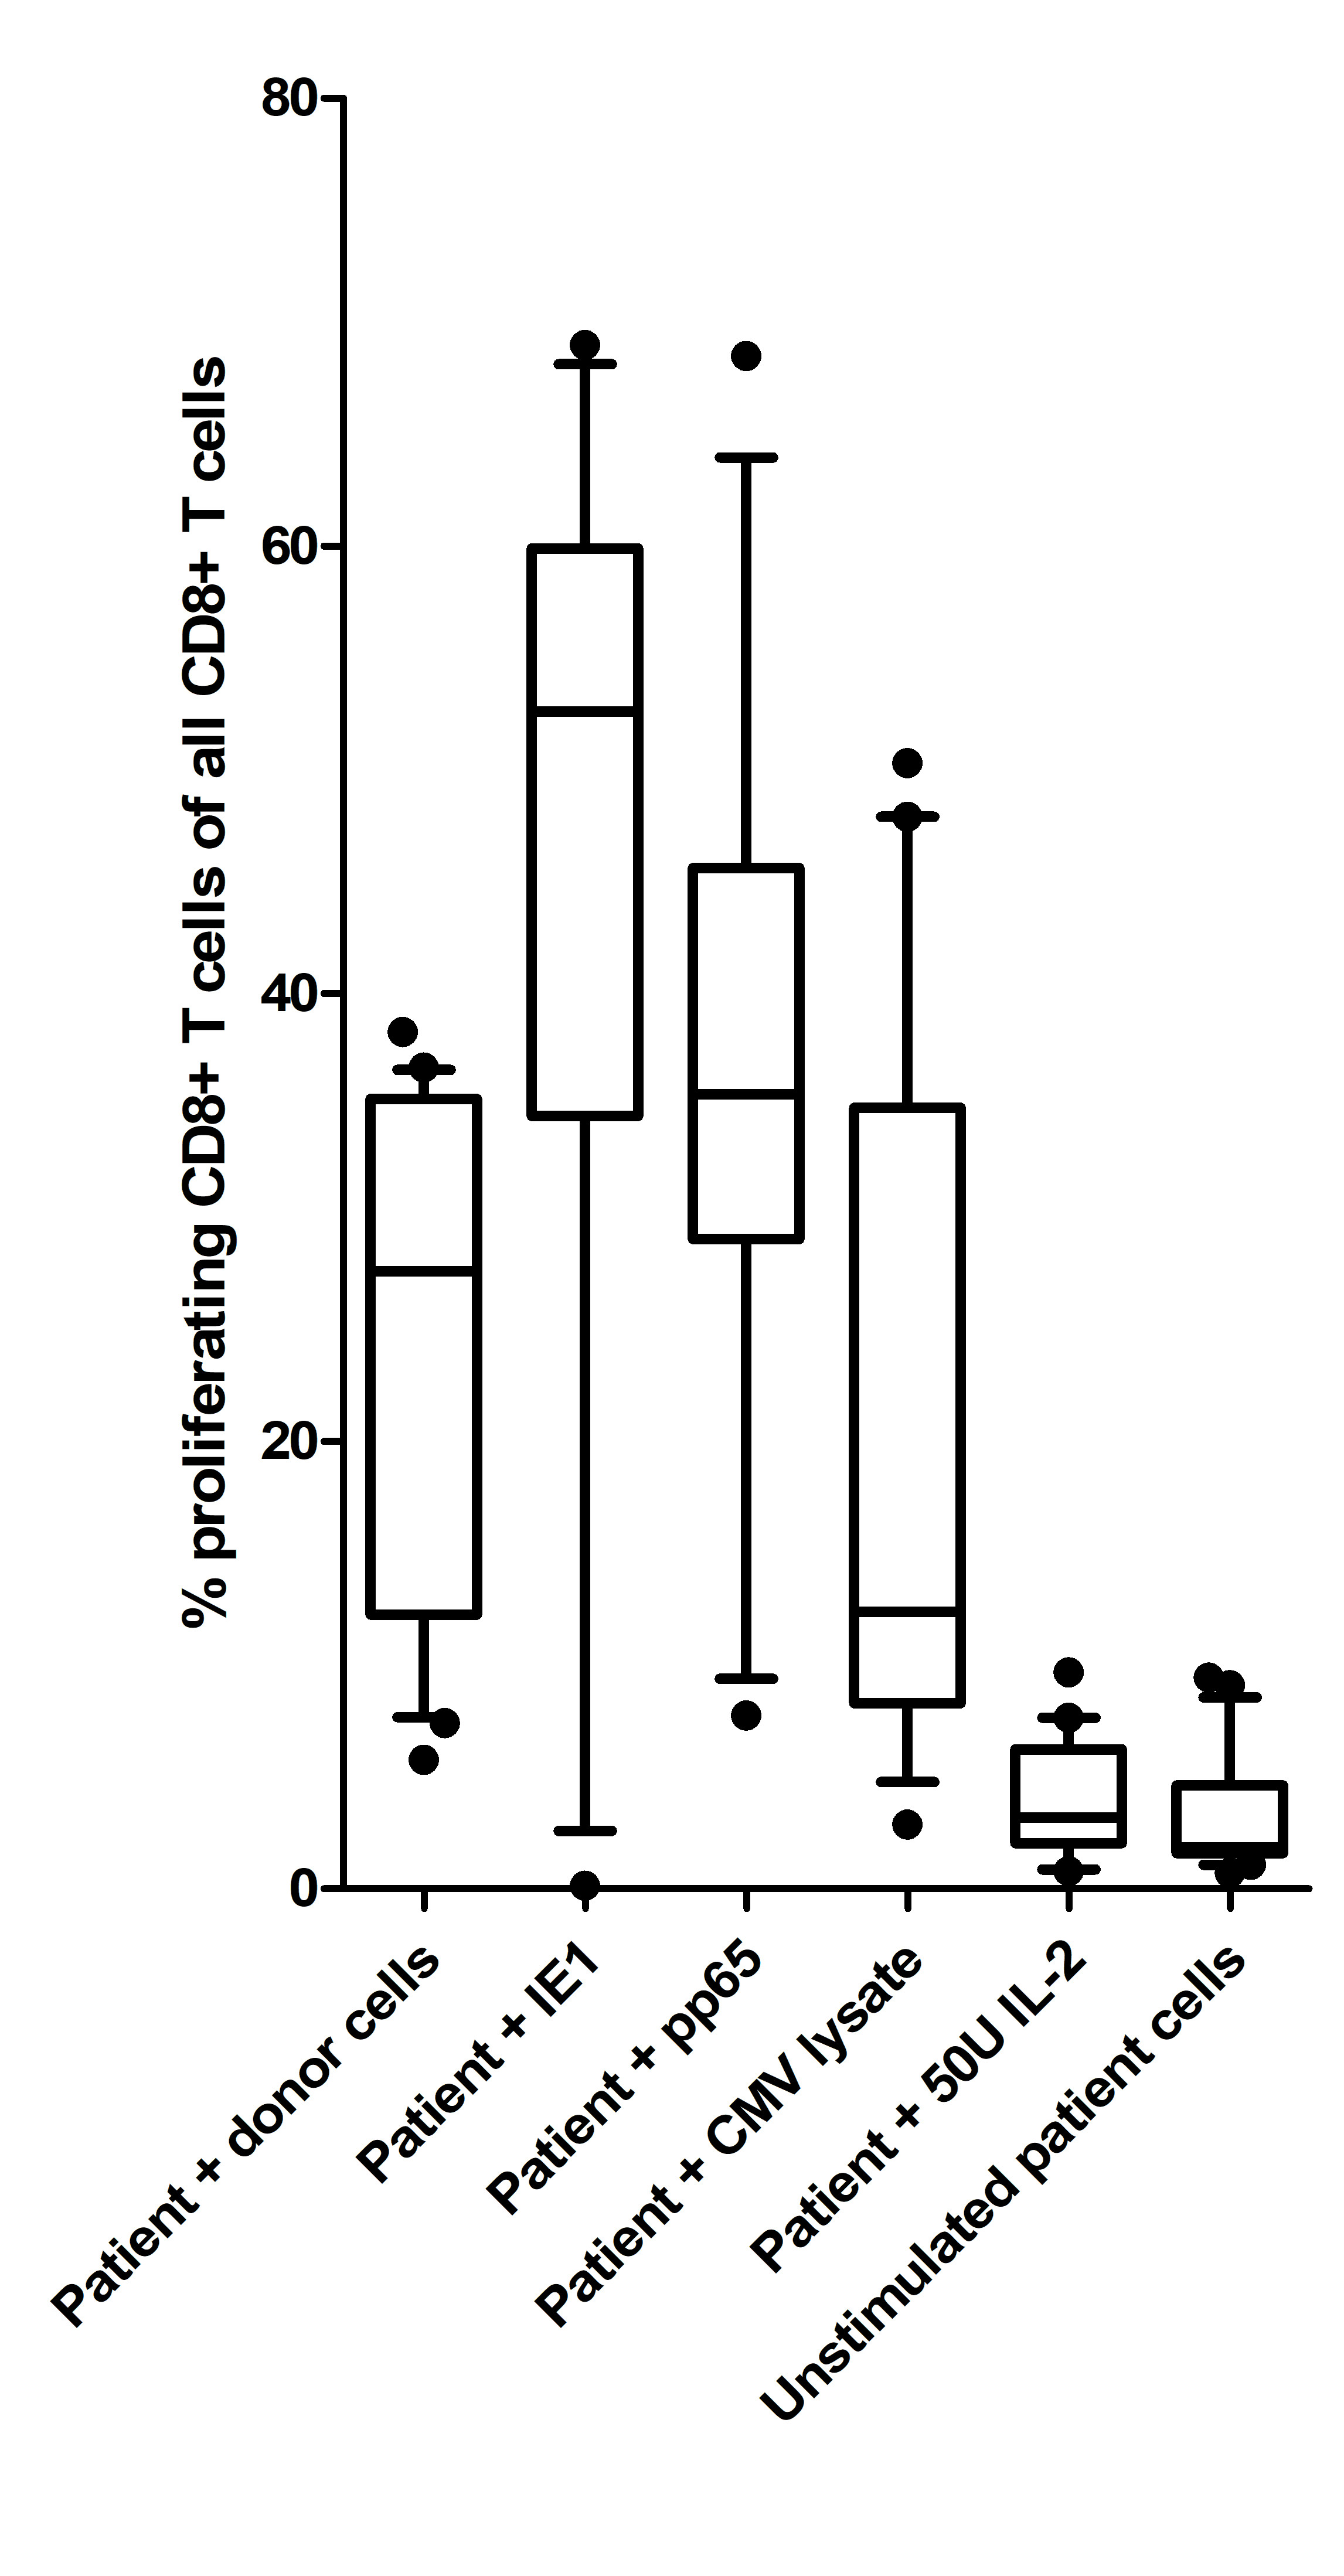 % proliferating CD8+ T cells of all CD8+ T cells
80
60
40
20
0
Patient + donor cells
Patient + IE1
Patient + pp65
Patient + CMV lysate
Patient + 50U IL-2
Unstimulated patient cells